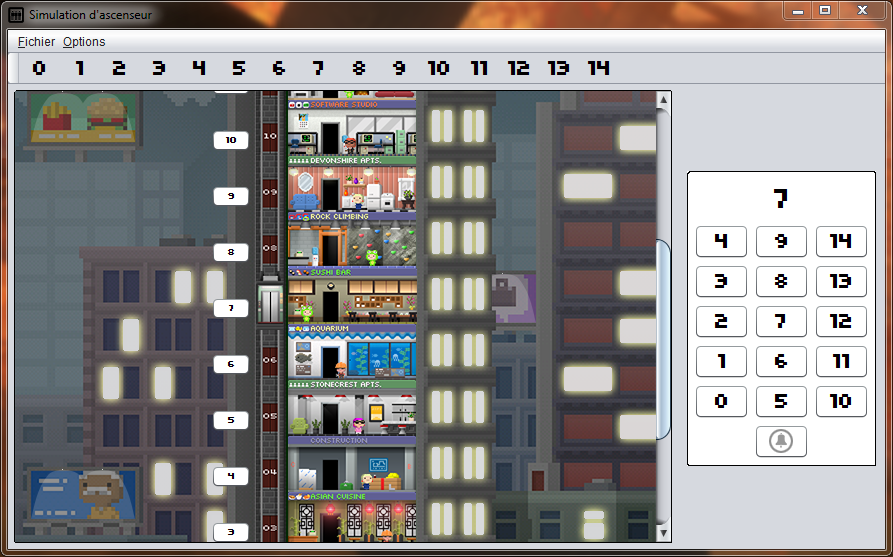 Simulation d'ascenseur
Fichier Options
0 1 2 3 4 5 6 7 8 9 10 11 12 13 14
SOFTWARE STUDIO
10 10
DEVONSHIRE APTS.
9 09
ROCK CLIMBING
8 08
SUSHI BAR
7
AQUARIUM
6 06
STONECREST APTS.
5 05
CONSTRUCTION
4 04
ASIAN CUISINE
3 03
7
4 9 14
3 8 13
2 7 12
1 6 11
0 5 10